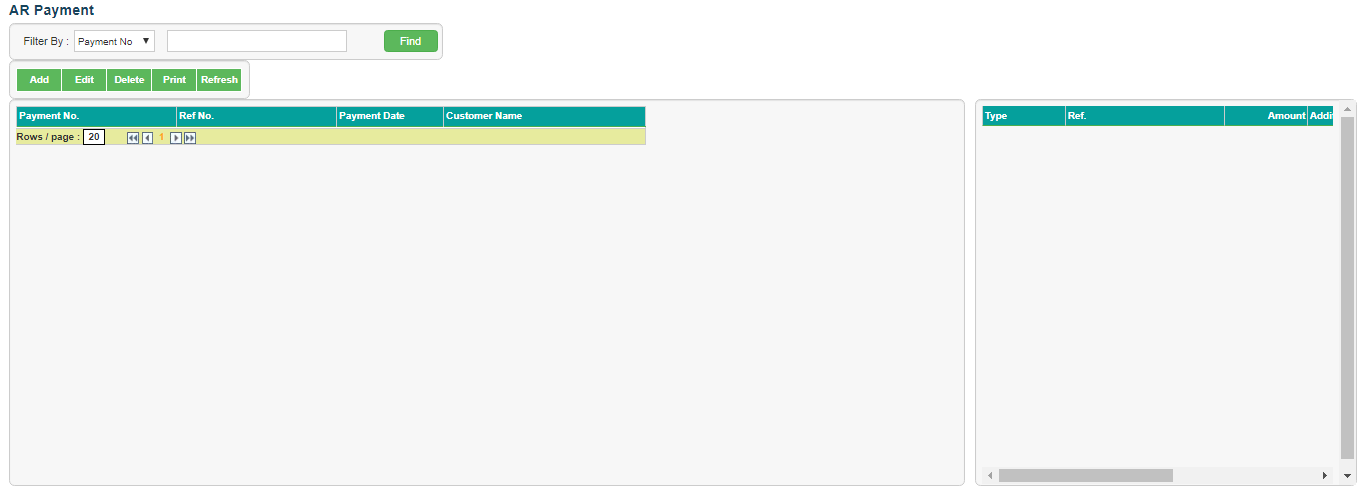 AR Payment
Filter By : Payment No Find
Add Edit Delete Print Refresh
Payment No. Ref No. Payment Date Customer Name
Rows / page : 20 1
Type Ref. Amount Addi